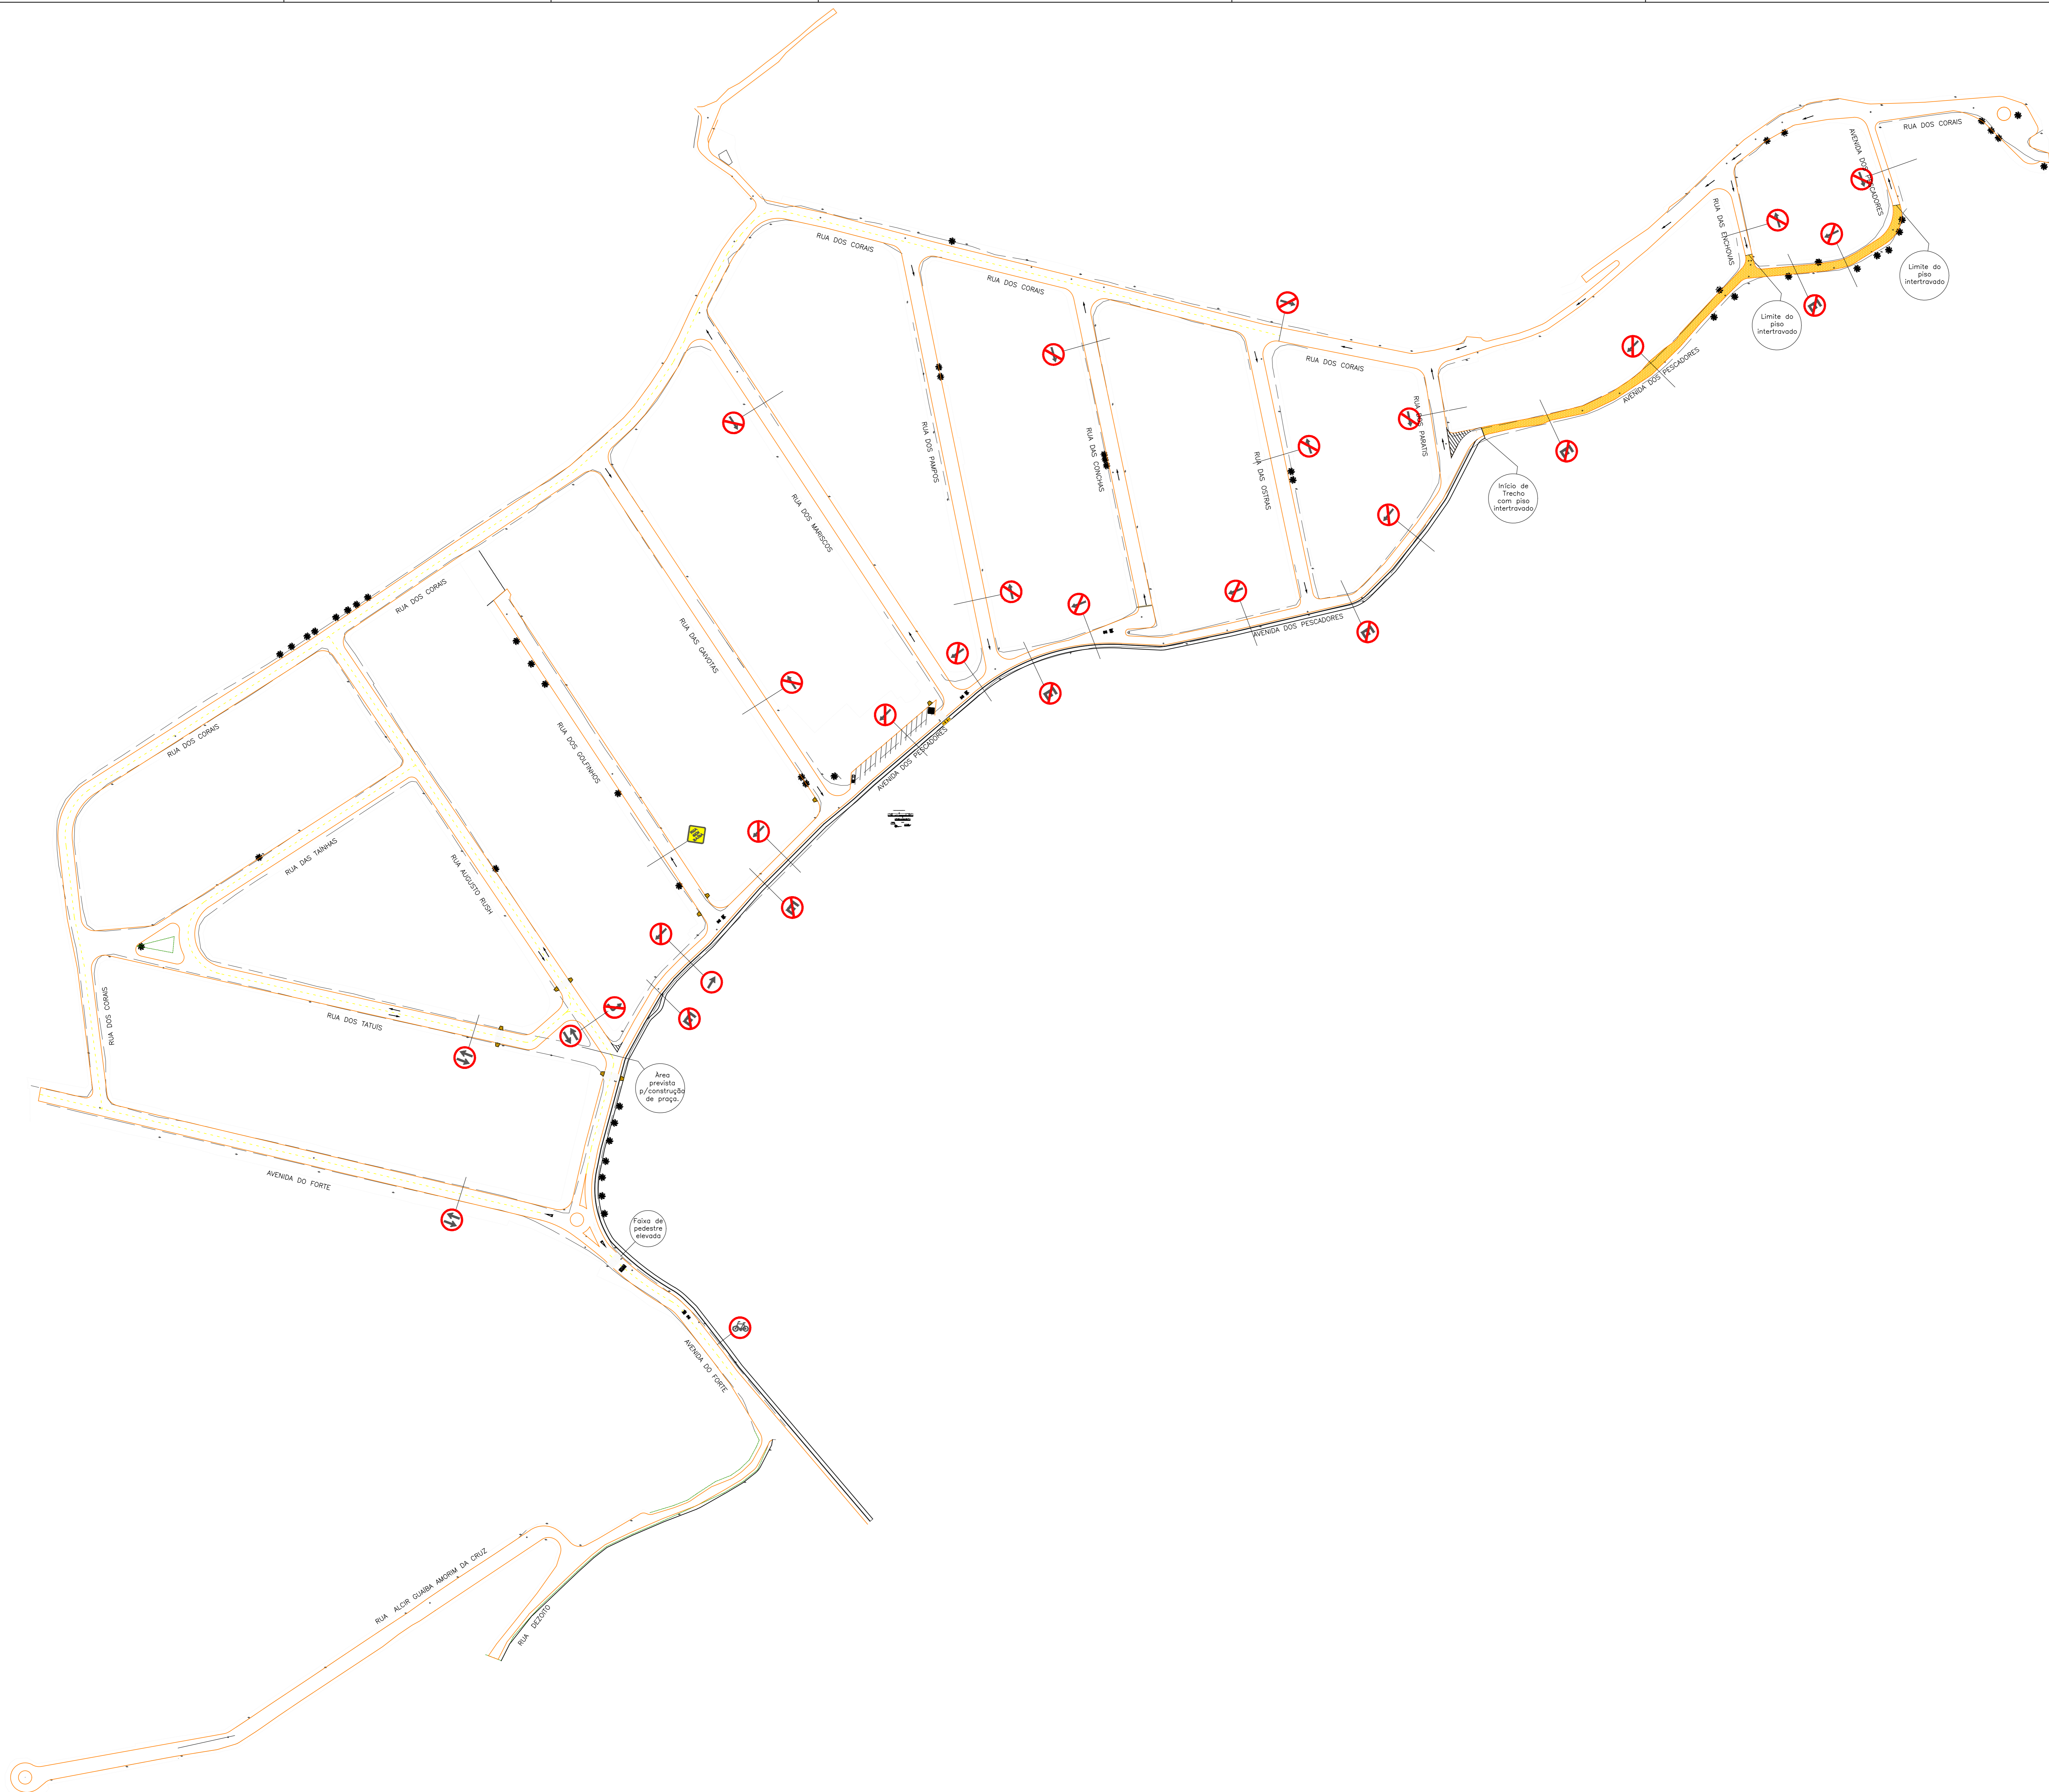 RUA DOS CORAIS
AVENIDA DOS PESCADORES
RUA DAS ENCHOVAS
Limite do
piso
intertravado
Limite do
piso
intertravado
RUA DOS CORAIS
RUA DOS CORAIS
RUA DOS CORAIS
AVENIDA DOS PESCADORES
RUA DOS PARATIS
RUA DOS PAMPOS
RUA DAS CONCHAS
RUA DAS OSTRAS
RUA DOS MARISCOS
Início de
Trecho
com piso
intertravado
RUA DOS CORAIS
RUA DAS GAIVOTAS
AVENIDA DOS PESCADORES
RUA DOS CORAIS
RUA DOS GOLFINHOS
AVENIDA DOS PESCADORES
RUA DAS TAÍNHAS
RUA AUGUSTO RUSH
RUA DOS CORAIS
RUA DOS TATUÍS
Àrea
prevista
p/construção
de praça.
AVENIDA DO FORTE
Faixa de
pedestre
elevada
AVENIDA DO FORTE
RUA ALCIR GUAÍBA AMORIM DA CRUZ
RUA DEZOITO
E
E
E
E
E
E